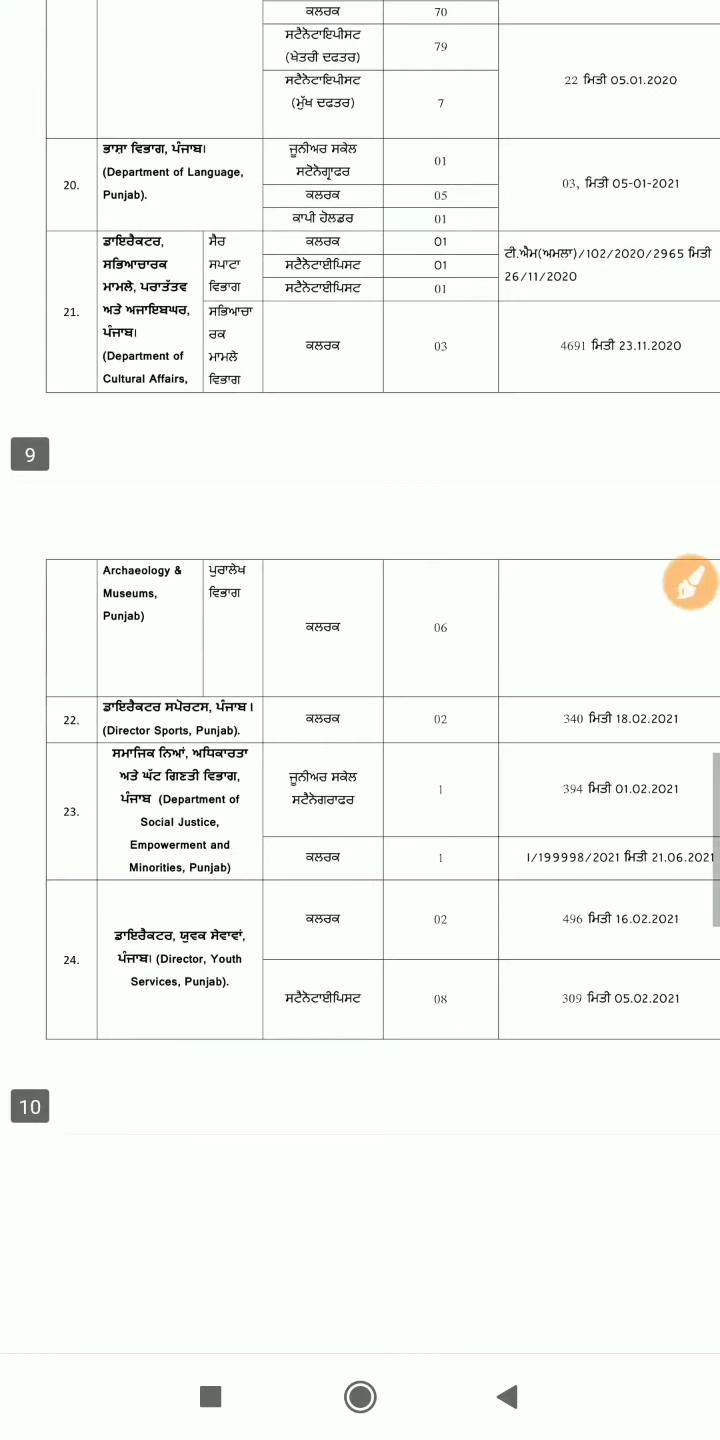 ਕਲਰਕ 70
ਸਟੈਨੋਟਾਇਪੀਸਟ
(ਖੇਤਰੀ ਦਫਤਰ) 79
ਸਟੈਨੋਟਾਇਪੀਸਟ
(ਮੁੱਖ ਦਫਤਰ) 7
22 ਮਿਤੀ 05.01.2020
20.
ਭਾਸ਼ਾ ਵਿਭਾਗ, ਪੰਜਾਬ।
(Department of Language,
Punjab).
ਜੂਨੀਅਰ ਸਕੇਲ
ਸਟੋਨੋਗ੍ਰਾਫਰ 01
ਕਲਰਕ 05
ਕਾਪੀ ਹੋਲਡਰ 01
03, ਮਿਤੀ 05-01-2021
21.
ਡਾਇਰੈਕਟਰ,
ਸਭਿਆਚਾਰਕ
ਮਾਮਲੇ, ਪਰਾਤੱਤਵ
ਅਤੇ ਅਜਾਇਬਘਰ,
ਪੰਜਾਬ।
(Department of
Cultural Affairs,
ਸੈਰ
ਸਪਾਟਾ
ਵਿਭਾਗ
ਕਲਰਕ 01
ਸਟੈਨੋਟਾਈਪਿਸਟ 01
ਸਟੈਨੋਟਾਈਪਿਸਟ 01
ਟੀ.ਐਮ(ਅਮਲਾ)/102/2020/2965 ਮਿਤੀ
26/11/2020
ਸਭਿਆਚਾ
ਰਕ
ਮਾਮਲੇ
ਵਿਭਾਗ
ਕਲਰਕ 03
4691 ਮਿਤੀ 23.11.2020
9
Archaeology &
Museums,
Punjab)
ਪੁਰਾਲੇਖ
ਵਿਭਾਗ
ਕਲਰਕ 06
22.
ਡਾਇਰੈਕਟਰ ਸਪੋਰਟਸ, ਪੰਜਾਬ।
(Director Sports, Punjab).
ਕਲਰਕ 02
340 ਮਿਤੀ 18.02.2021
23.
ਸਮਾਜਿਕ ਨਿਆਂ, ਅਧਿਕਾਰਤਾ
ਅਤੇ ਘੱਟ ਗਿਣਤੀ ਵਿਭਾਗ,
ਪੰਜਾਬ (Department of
Social Justice,
Empowerment and
Minorities, Punjab)
ਜੂਨੀਅਰ ਸਕੇਲ
ਸਟੈਨੋਗਰਾਫਰ 1
394 ਮਿਤੀ 01.02.2021
ਕਲਰਕ 1
I/199998/2021 ਮਿਤੀ 21.06.2021
24.
ਡਾਇਰੈਕਟਰ, ਯੁਵਕ ਸੇਵਾਵਾਂ,
ਪੰਜਾਬ। (Director, Youth
Services, Punjab).
ਕਲਰਕ 02
496 ਮਿਤੀ 16.02.2021
ਸਟੈਨੋਟਾਈਪਿਸਟ 08
309 ਮਿਤੀ 05.02.2021
10